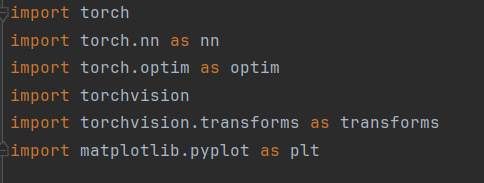 import torch
import torch.nn as nn
import torch.optim as optim
import torchvision
import torchvision.transforms as transforms
import matplotlib.pyplot as plt